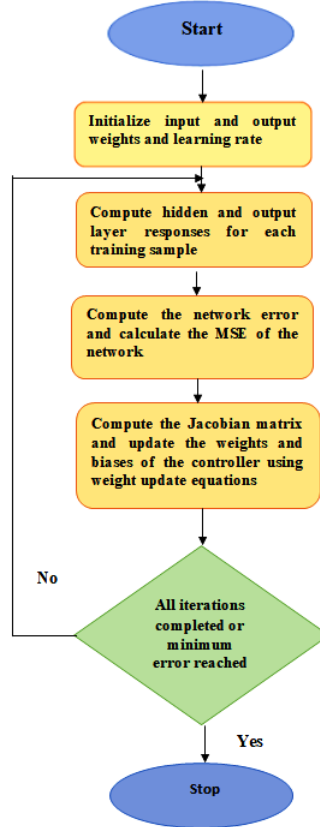 Start
Initialize input and output
weights and learning rate
Compute hidden and output
layer responses for each
training sample
Compute the network error
and calculate the MSE of the
network
Compute the Jacobian matrix
and update the weights and
biases of the controller using
weight update equations
No
All iterations
completed or
minimum
error reached
Yes
Stop